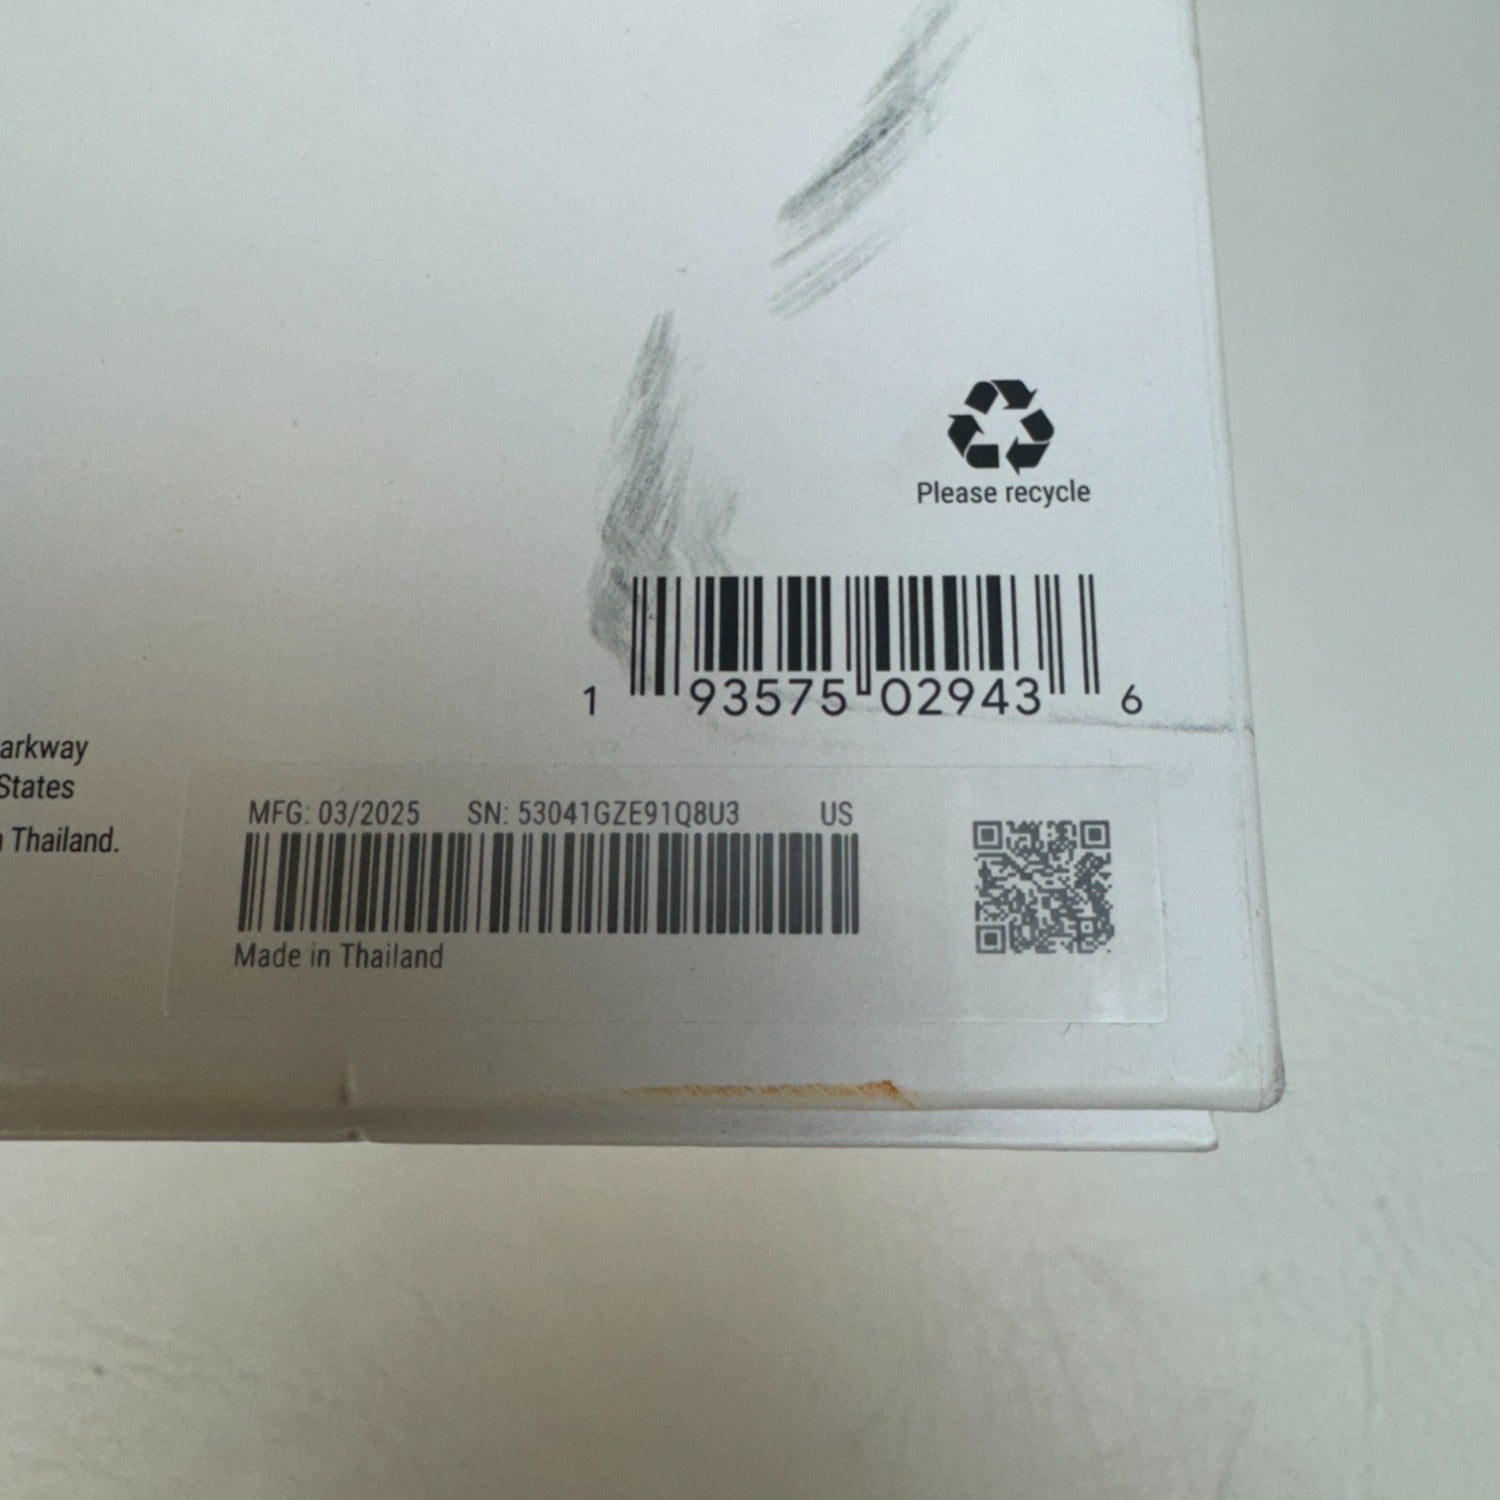 Please recycle
1 93575 02943 6
arkway
States
n Thailand.
MFG: 03/2025 SN: 53041GZE91Q8U3 US
Made in Thailand